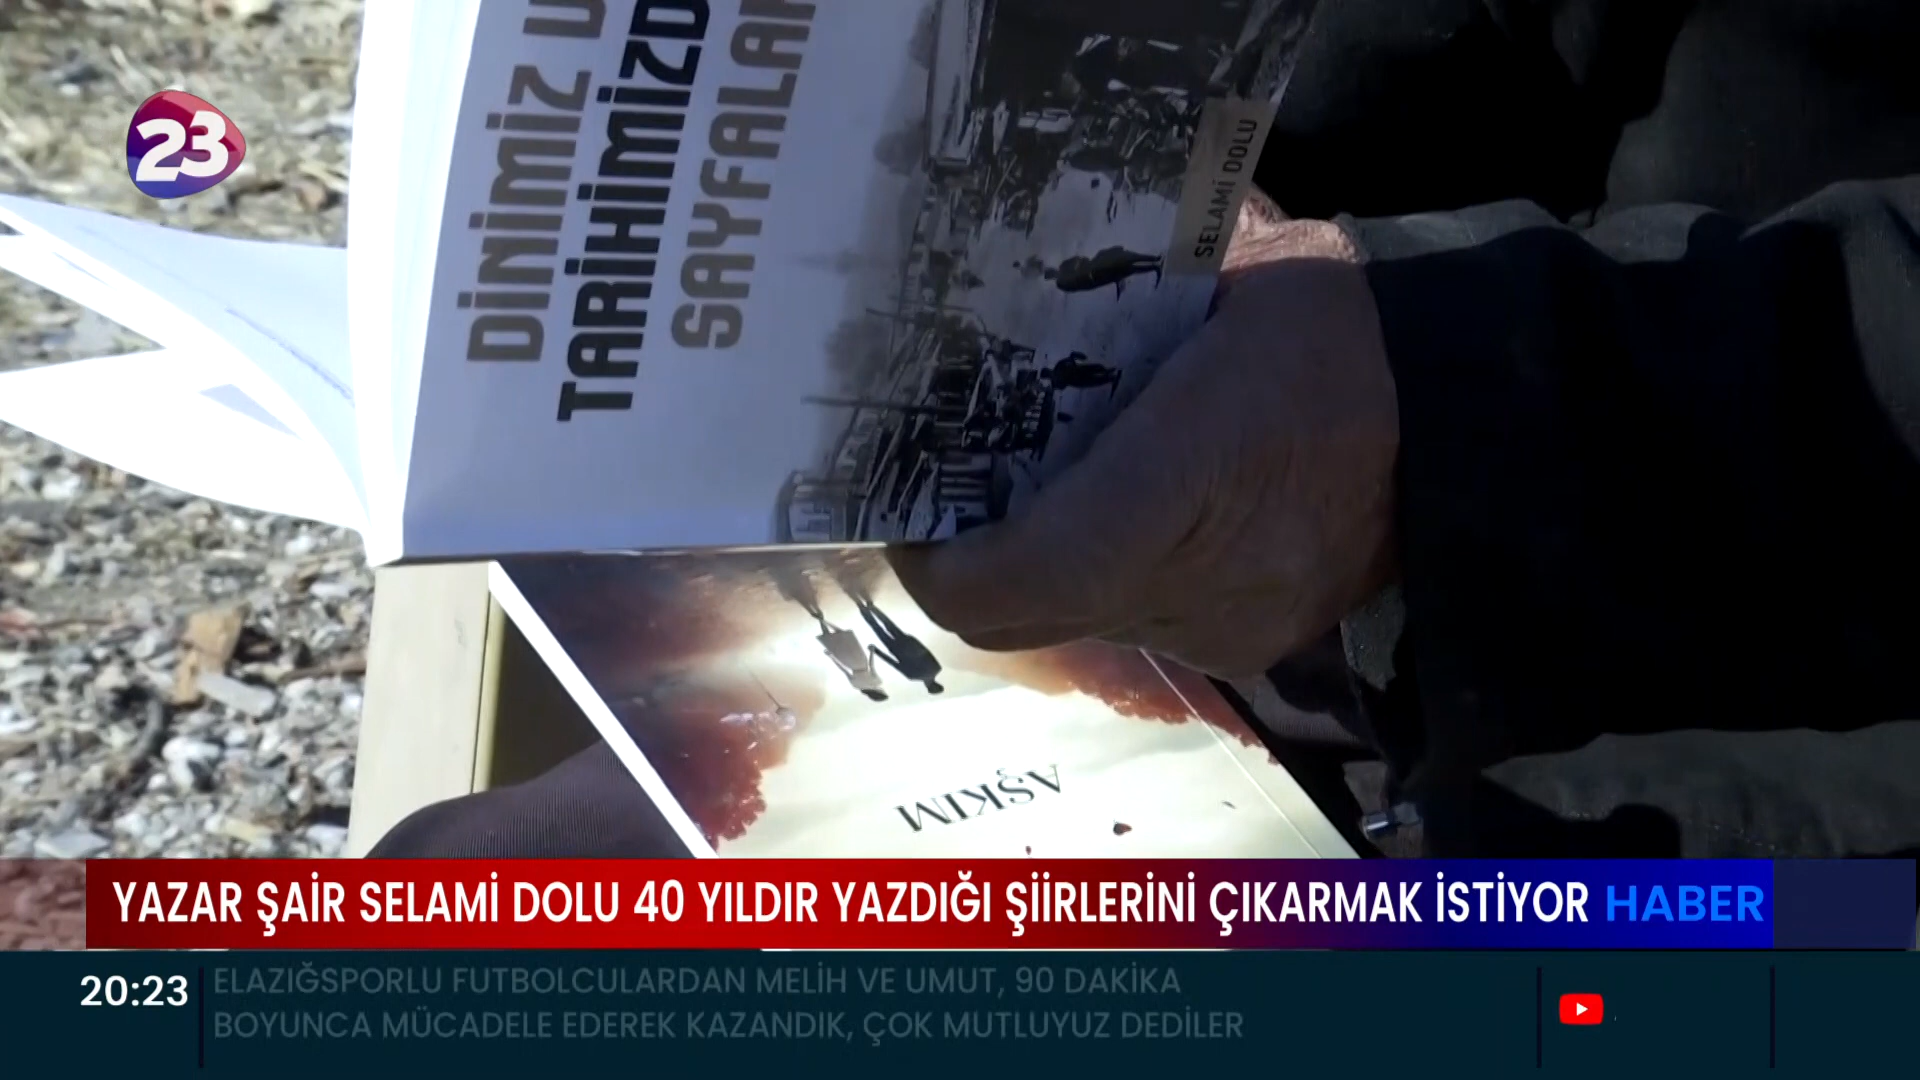 23
DİNİMİZ
TARİHİMİZD
SAYFALAR
SELAMİ DOLU
AŞKIM
YAZAR ŞAİR SELAMİ DOLU 40 YILDIR YAZDIĞI ŞİİRLERİNİ ÇIKARMAK İSTİYOR HABER
20:23
ELAZIĞSPORLU FUTBOLCULARDAN MELİH VE UMUT, 90 DAKİKA
BOYUNCA MÜCADELE EDEREK KAZANDIK, ÇOK MUTLUYUZ DEDİLER